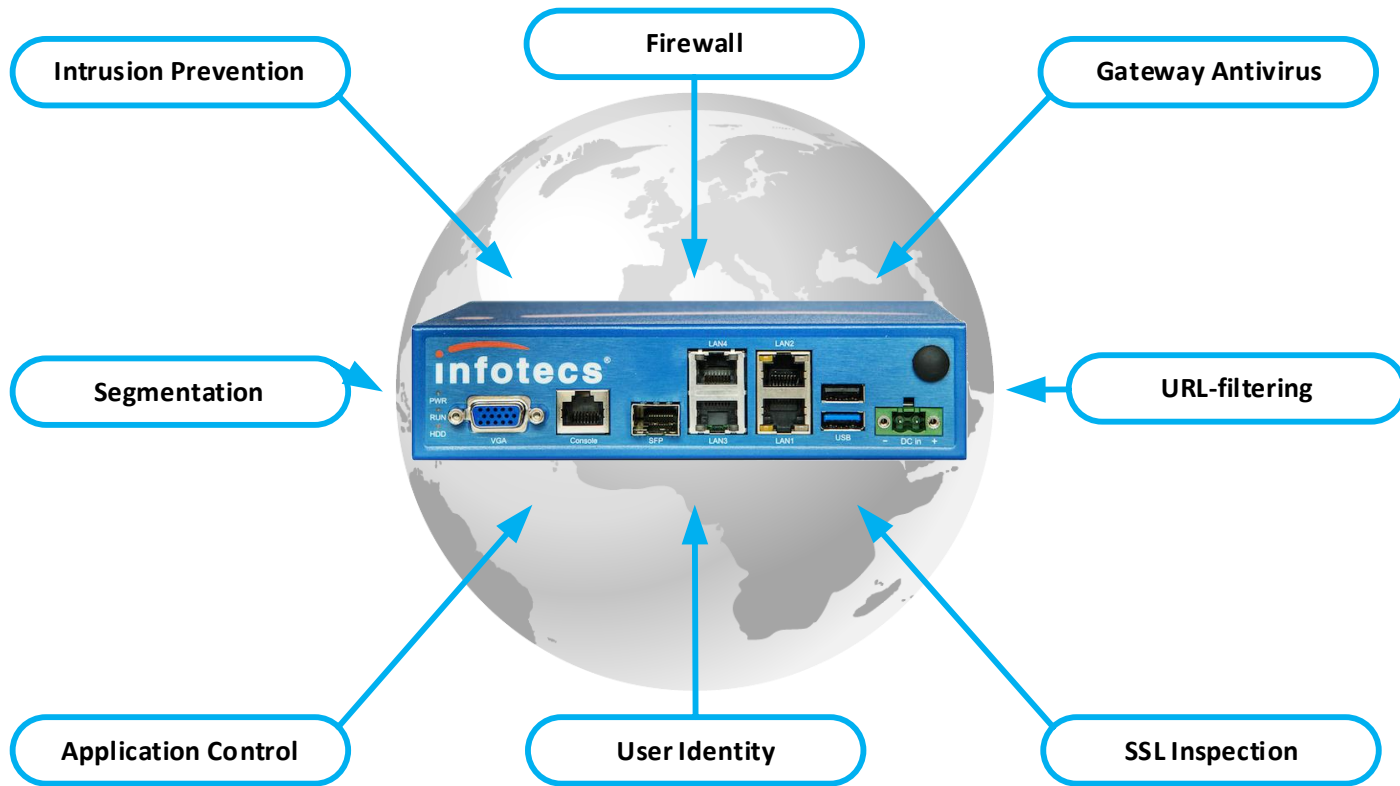 Firewall
Intrusion Prevention
Gateway Antivirus
LAN4
LAN2
infotecs®
Segmentation
URL-filtering
PWR
RUN
HDD
VGA
Console
SFP
LAN3
LAN1
USB
− DC in +
Application Control
User Identity
SSL Inspection